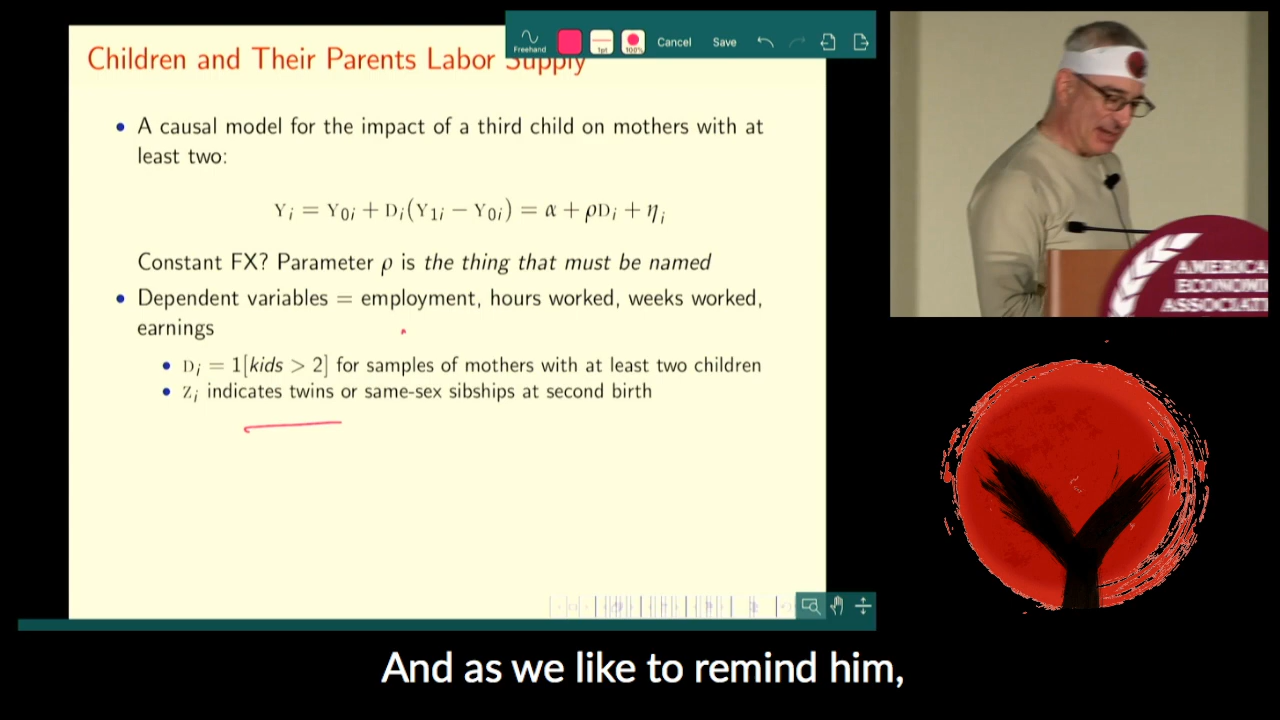 Children and Their Parents Labor Supply
Freehand
1pt
100%
Cancel
Save
A causal model for the impact of a third child on mothers with at
least two:
Yᵢ = Y₀ᵢ + Dᵢ(Y₁ᵢ − Y₀ᵢ) = α + ρDᵢ + ηᵢ
Constant FX? Parameter ρ is the thing that must be named
Dependent variables = employment, hours worked, weeks worked,
earnings
Dᵢ = 1[kids > 2] for samples of mothers with at least two children
Zᵢ indicates twins or same-sex sibships at second birth
AMERICA
ECONOMI
ASSOCIAT
And as we like to remind him,